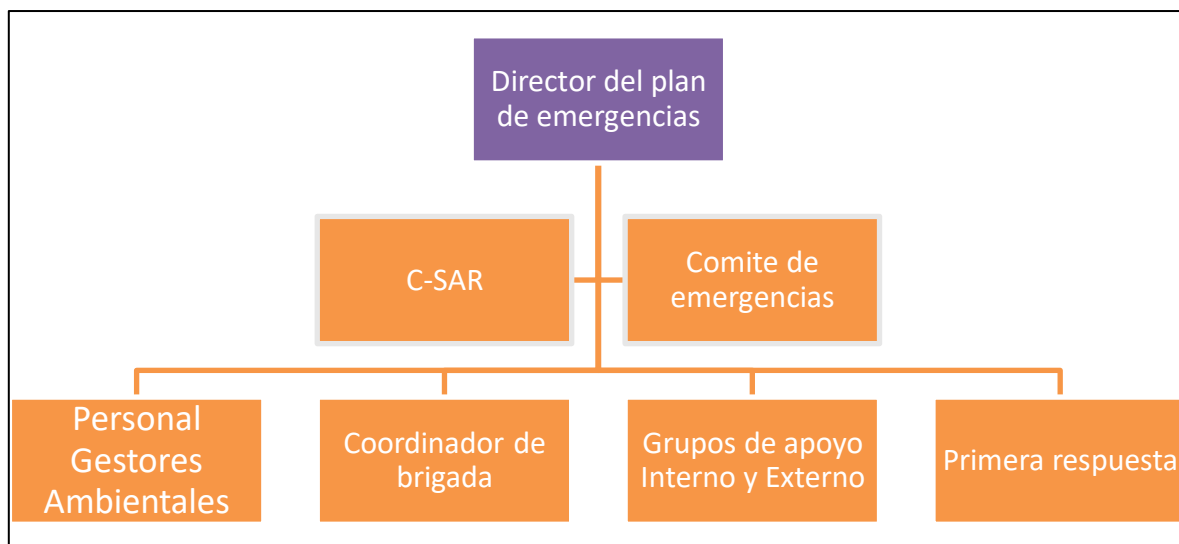 Director del plan
de emergencias
C-SAR
Comite de
emergencias
Personal
Gestores
Ambientales
Coordinador de
brigada
Grupos de apoyo
Interno y Externo
Primera respuesta